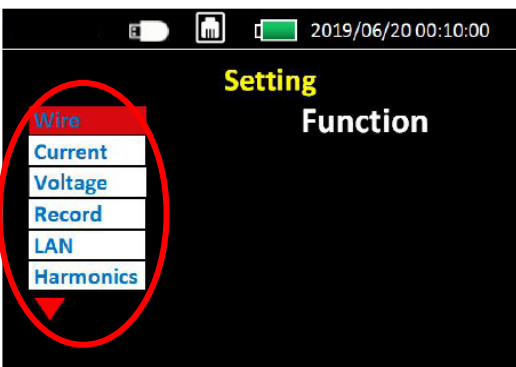 2019/06/20 00:10:00
Setting
Function
Wire
Current
Voltage
Record
LAN
Harmonics